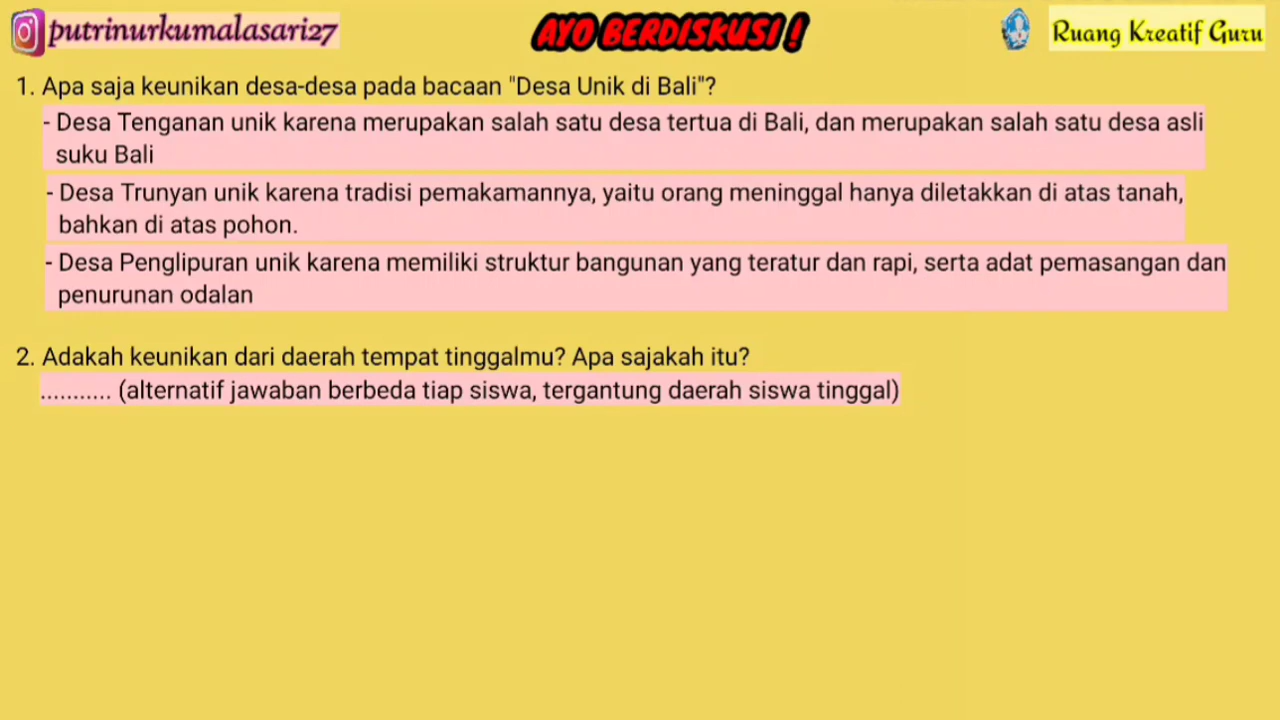 putrinurkumalasari27
AYO BERDISKUSI !
Ruang Kreatif Guru
1. Apa saja keunikan desa-desa pada bacaan "Desa Unik di Bali"?
- Desa Tenganan unik karena merupakan salah satu desa tertua di Bali, dan merupakan salah satu desa asli
suku Bali
- Desa Trunyan unik karena tradisi pemakamannya, yaitu orang meninggal hanya diletakkan di atas tanah,
bahkan di atas pohon.
- Desa Penglipuran unik karena memiliki struktur bangunan yang teratur dan rapi, serta adat pemasangan dan
penurunan odalan
2. Adakah keunikan dari daerah tempat tinggalmu? Apa sajakah itu?
........... (alternatif jawaban berbeda tiap siswa, tergantung daerah siswa tinggal)